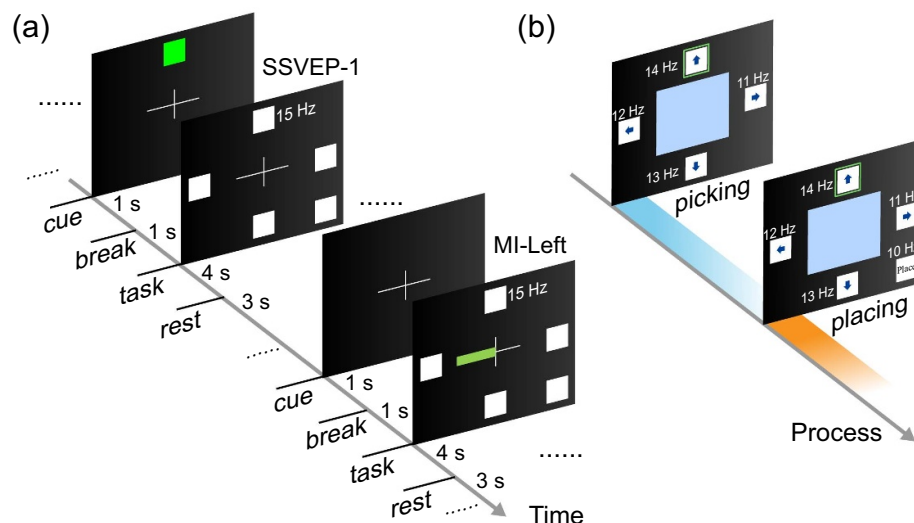 (a)
SSVEP-1
15 Hz
......
......
cue
1 s
break
1 s
task
4 s
rest
3 s
......
......
MI-Left
15 Hz
cue
1 s
break
1 s
task
4 s
rest
3 s
......
......
Time
(b)
14 Hz
11 Hz
12 Hz
13 Hz
picking
14 Hz
11 Hz
12 Hz
10 H
Place
13 Hz
placing
Process